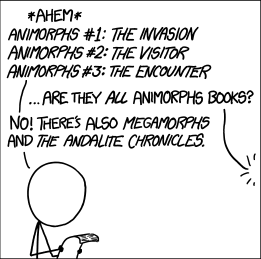 *AHEM*
ANIMORPHS #1: THE INVASION
ANIMORPHS #2: THE VISITOR
ANIMORPHS #3: THE ENCOUNTER
...ARE THEY ALL ANIMORPHS BOOKS?
NO! THERE'S ALSO MEGAMORPHS
AND THE ANDALITE CHRONICLES.